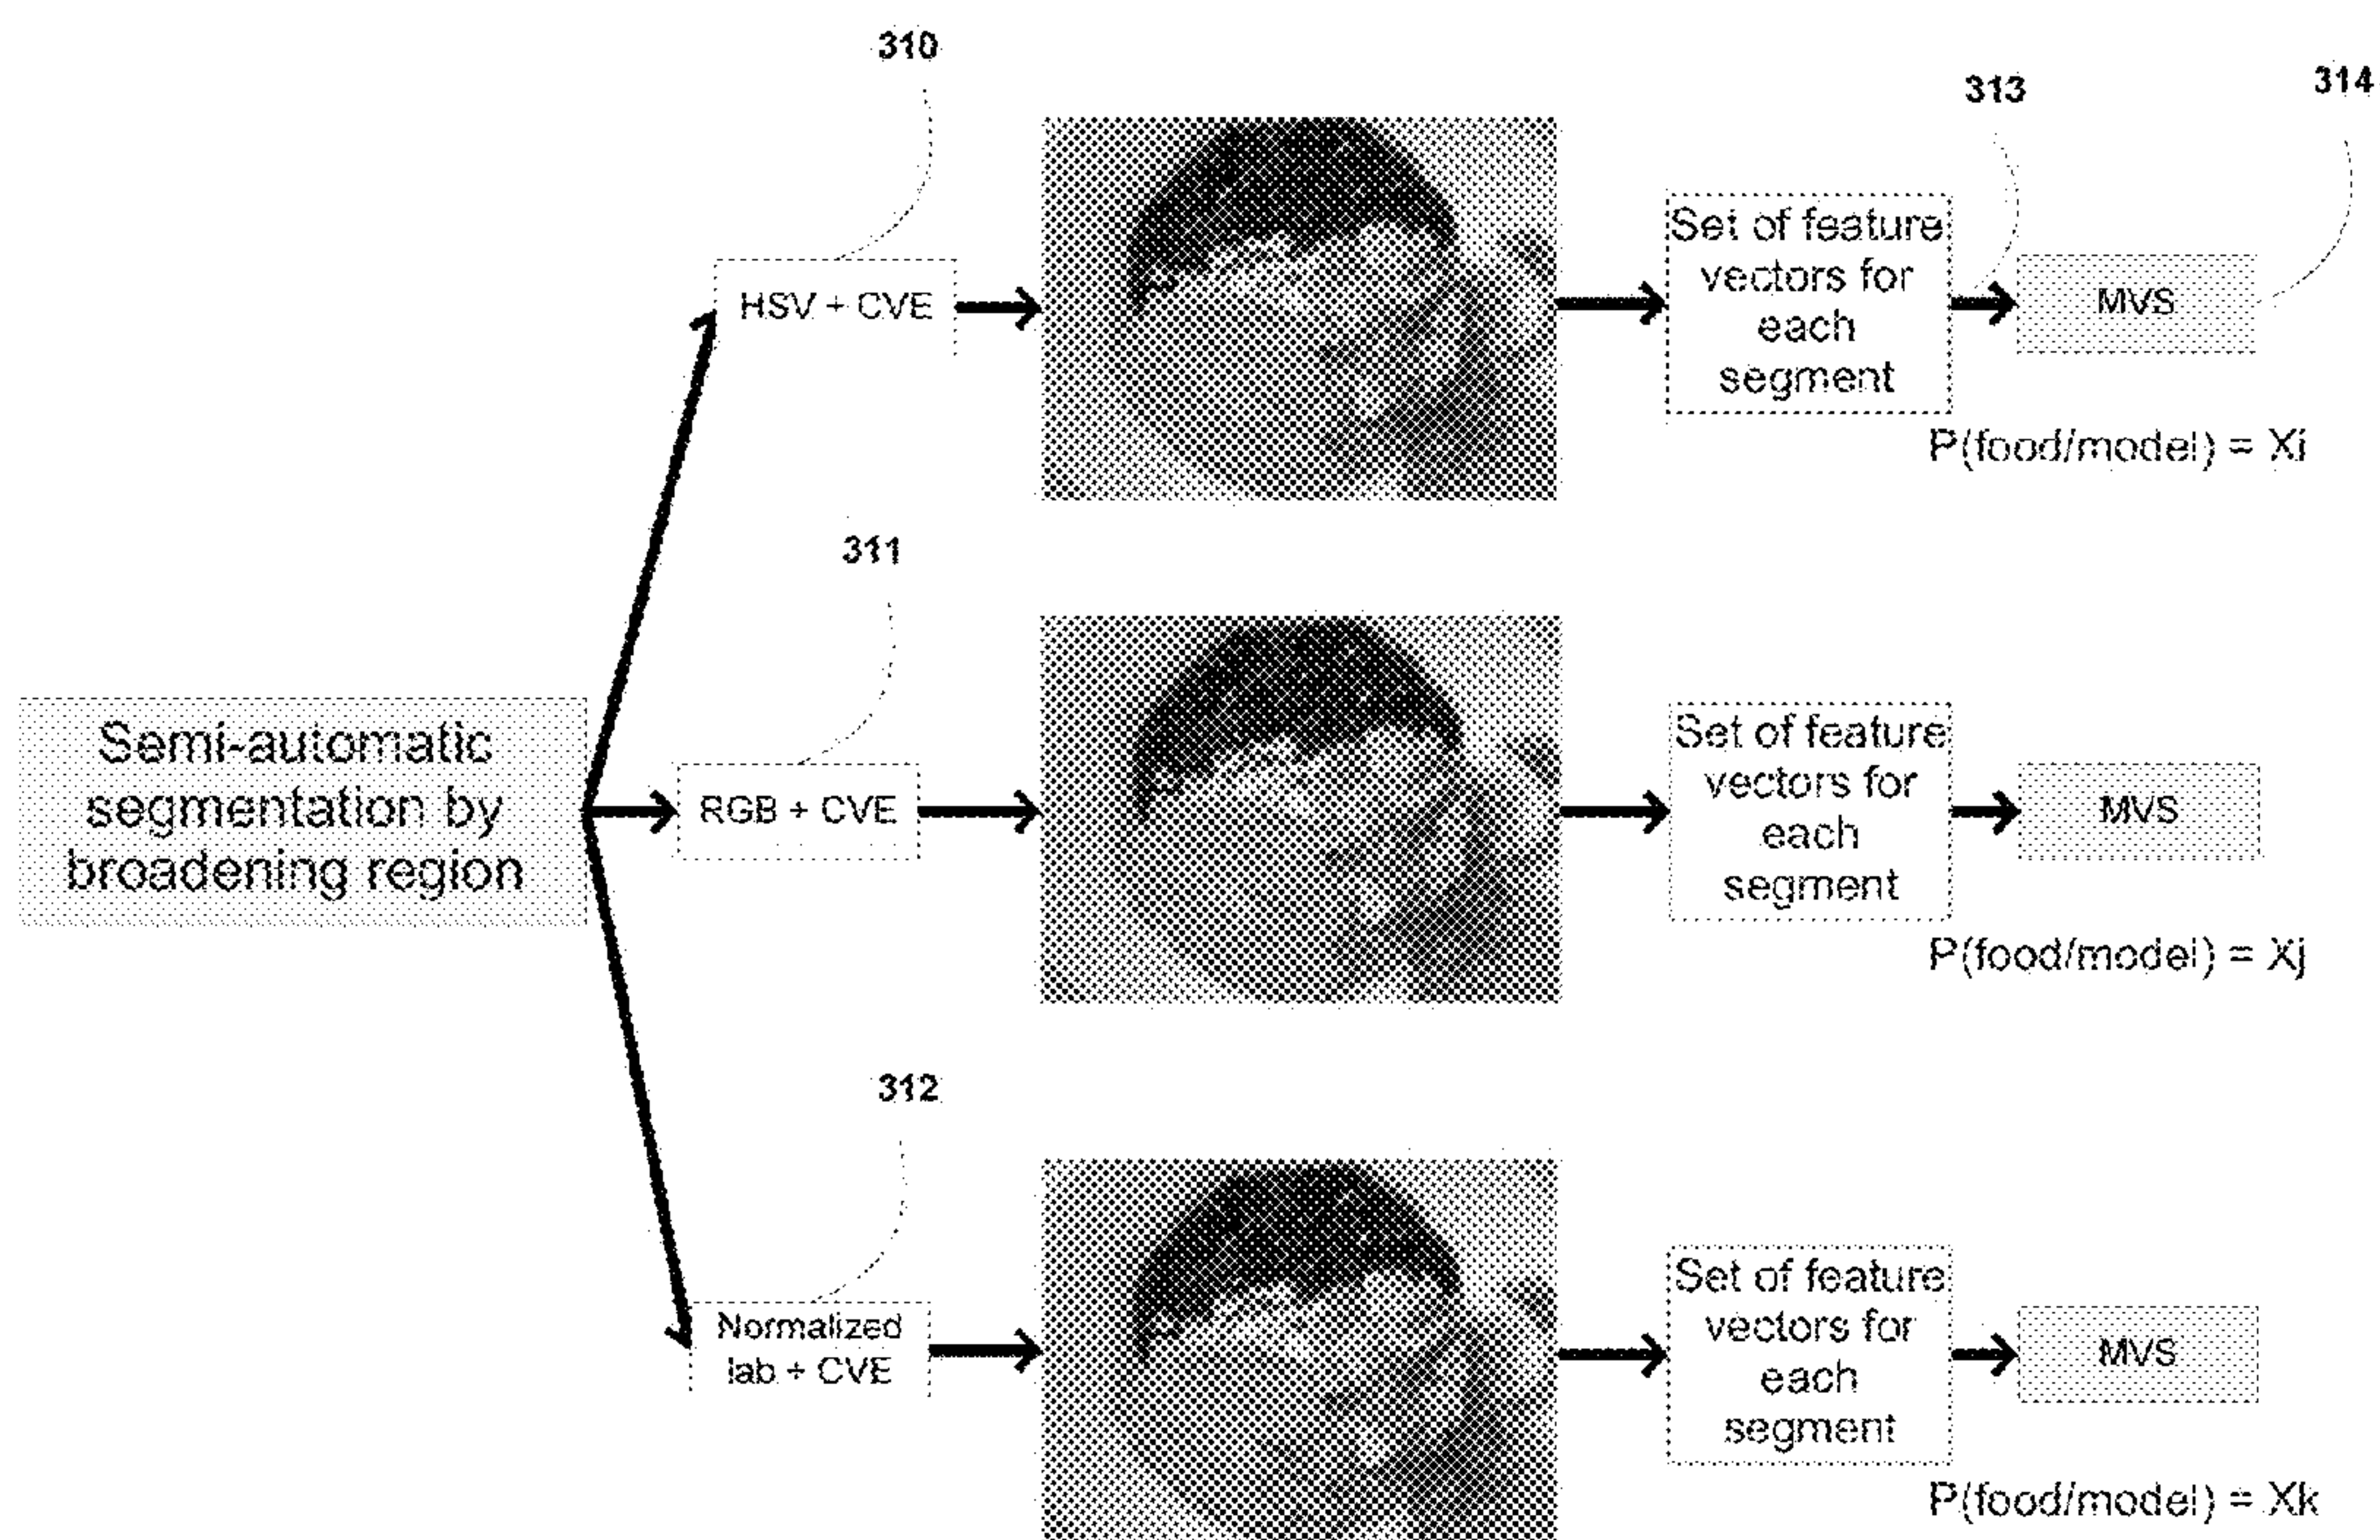 310
313
314
HSV + CVE
Set of feature
vectors for
each
segment
MVS
P(food/model) = Xi
311
Semi-automatic
segmentation by
broadening region
RGB + CVE
Set of feature
vectors for
each
segment
MVS
P(food/model) = Xj
312
Normalized
lab + CVE
Set of feature
vectors for
each
segment
MVS
P(food/model) = Xk